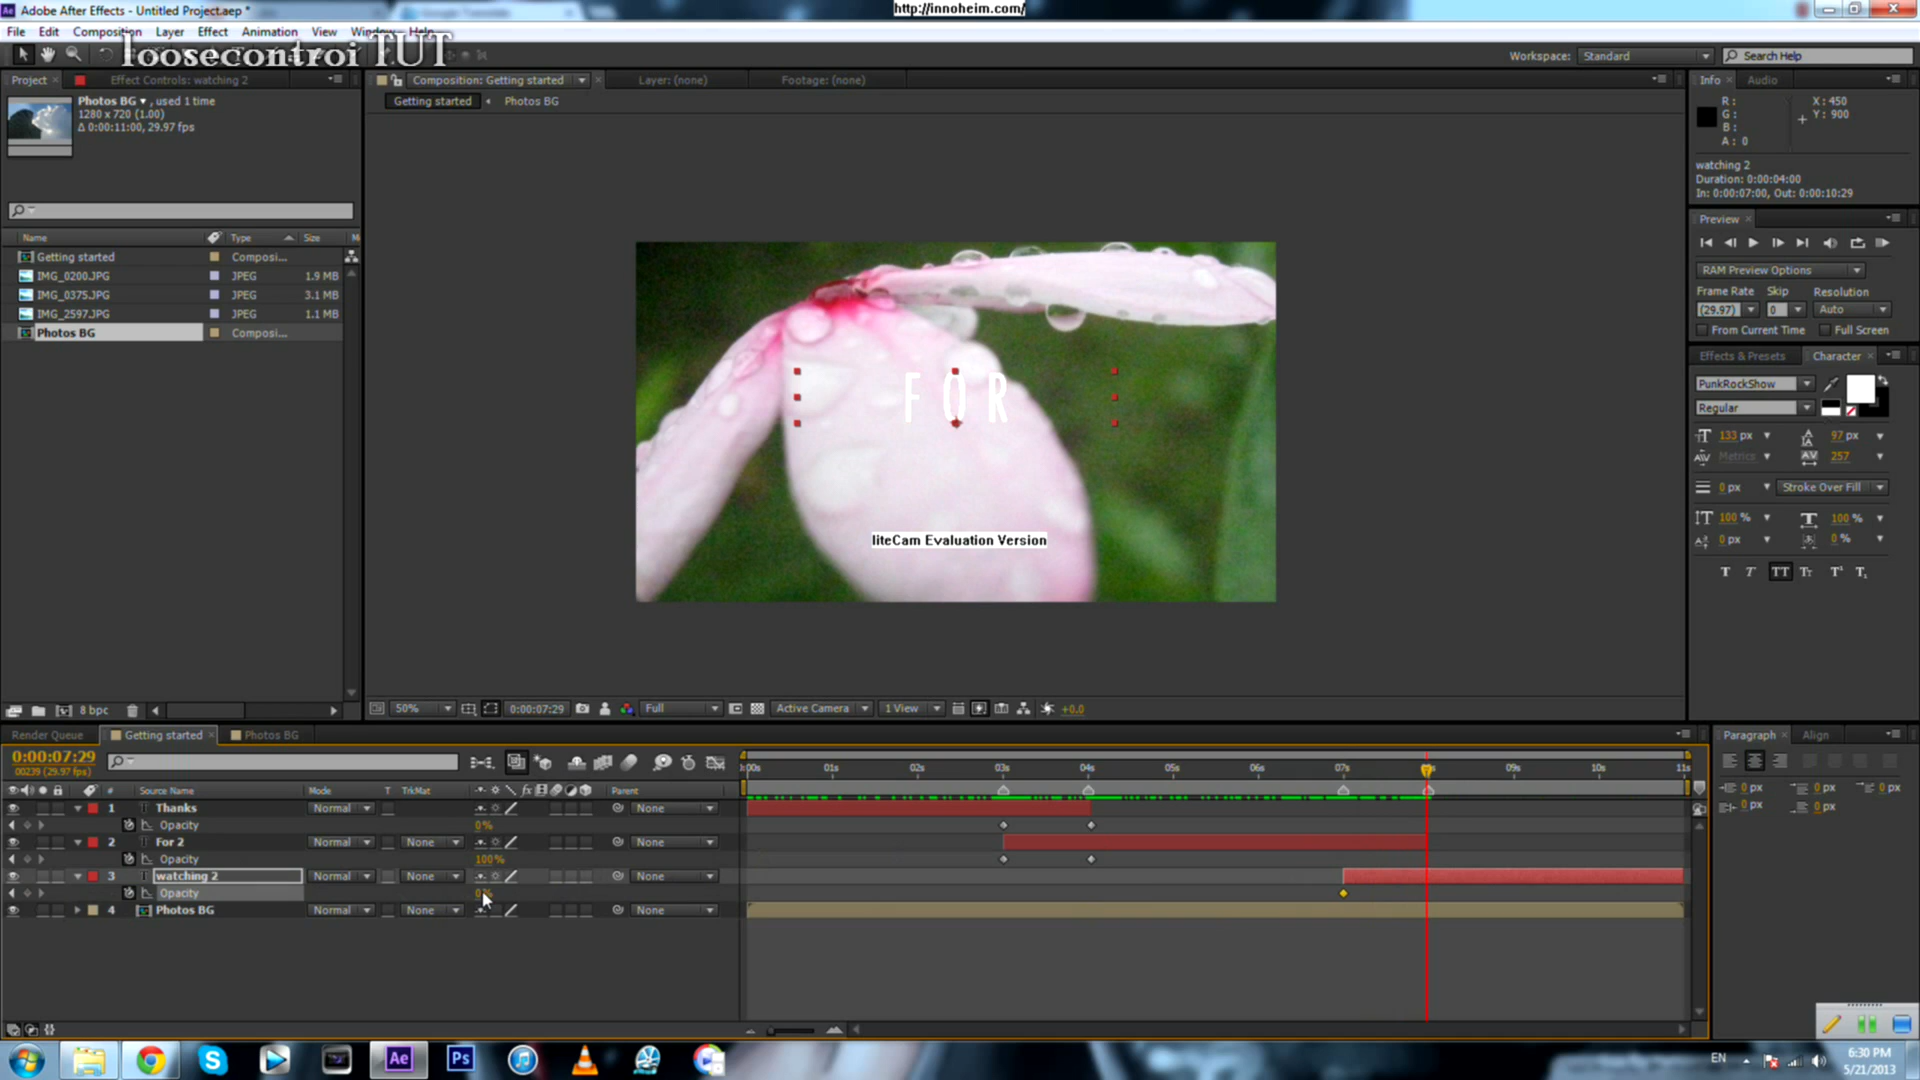 Adobe After Effects - Untitled Project.aep *
http://innoheim.com/
File Edit Composition Layer Effect Animation View Window Help
loosecontrol TUT
Workspace: Standard Search Help
Project Effect Controls: watching 2
Composition: Getting started Layer: (none) Footage: (none)
Info Audio
Photos BG , used 1 time
1280 x 720 (1.00)
Δ 0:00:11:00, 29.97 fps
Getting started Photos BG
R: X: 450
G: Y: 900
B:
A: 0
watching 2
Duration: 0:00:04:00
In: 0:00:07:00, Out: 0:00:10:29
Preview
RAM Preview Options
Frame Rate Skip Resolution
(29.97) 0 Auto
From Current Time Full Screen
Name Type Size
Getting started Composi...
IMG_0200.JPG JPEG 1.9 MB
IMG_0375.JPG JPEG 3.1 MB
IMG_2597.JPG JPEG 1.1 MB
Photos BG Composi...
Effects & Presets Character
PunkRockShow
Regular
133 px 97 px
Metrics 257
0 px Stroke Over Fill
100 % 100 %
0 px 0 %
FOR
liteCam Evaluation Version
8 bpc
50% 0:00:07:29 Full Active Camera 1 View +0.0
Render Queue Getting started Photos BG
Paragraph Align
0:00:07:29
00239 (29.97 fps)
:00s 01s 02s 03s 04s 05s 06s 07s 09s 10s 11s
# Source Name Mode T TrkMat Parent
0 px 0 px 0 px
0 px 0 px
1 Thanks Normal None
Opacity 0%
2 For 2 Normal None None
Opacity 100%
3 watching 2 Normal None None
Opacity
4 Photos BG Normal None None
EN 6:30 PM
5/21/2013